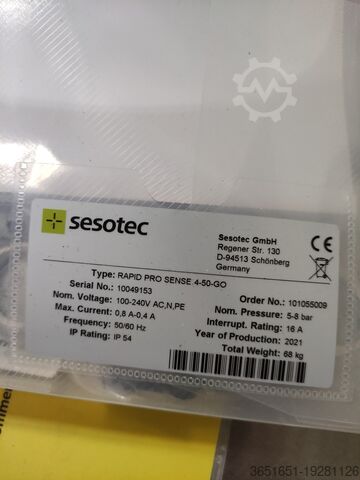 sesotec
Sesotec GmbH
Regener Str. 130
D-94513 Schönberg
Germany
CE
Type: RAPID PRO SENSE 4-50-GO
Serial No.: 10049153
Order No.: 101055009
Nom. Voltage: 100-240V AC,N,PE
Nom. Pressure: 5-8 bar
Max. Current: 0,8 A-0,4 A
Interrupt. Rating: 16 A
Frequency: 50/60 Hz
Year of Production: 2021
IP Rating: IP 54
Total Weight: 68 kg
3651651-19281126